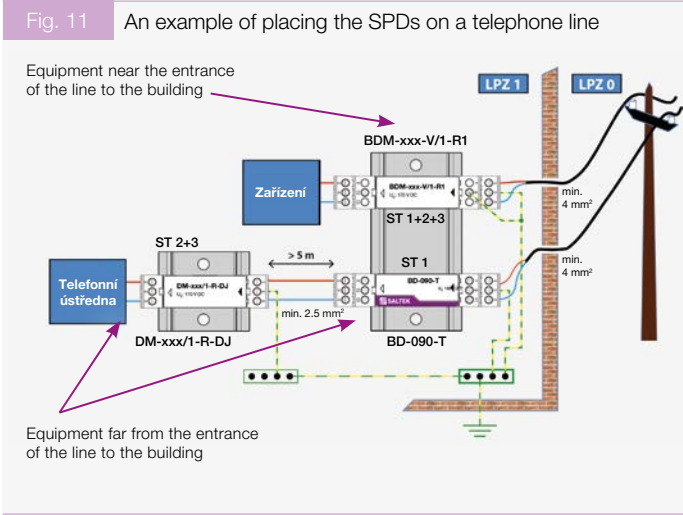 Fig. 11 An example of placing the SPDs on a telephone line
Equipment near the entrance
of the line to the building
LPZ 1
LPZ 0
BDM-xxx-V/1-R1
Zařízení
BDM-xxx-V/1-R1
ST 1+2+3
min.
4 mm²
ST 2+3
> 5 m
ST 1
Telefonní
ústředna
DM-xxx/1-R-DJ
BD-090-T
SALTEK
min.
4 mm²
min. 2.5 mm²
DM-xxx/1-R-DJ
BD-090-T
Equipment far from the entrance
of the line to the building